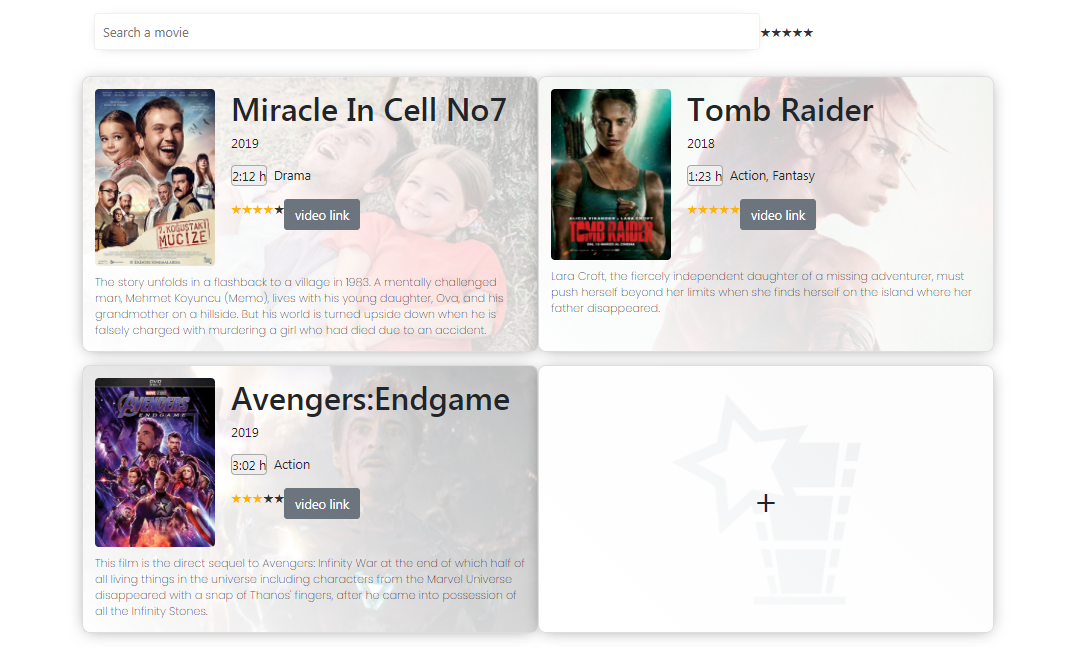 Search a movie
★★★★★
Miracle In Cell No7
2019
2:12 h Drama
★★★★★ video link
7. KOĞUŞTAKİ
MUCİZE
The story unfolds in a flashback to a village in 1983. A mentally challenged
man, Mehmet Koyuncu (Memo), lives with his young daughter, Ova, and his
grandmother on a hillside. But his world is turned upside down when he is
falsely charged with murdering a girl who had died due to an accident.
Tomb Raider
2018
1:23 h Action, Fantasy
★★★★★ video link
ALICIA VIKANDER LARA CROFT
TOMB RAIDER
Lara Croft, the fiercely independent daughter of a missing adventurer, must
push herself beyond her limits when she finds herself on the island where her
father disappeared.
Avengers:Endgame
2019
3:02 h Action
★★★★★ video link
DVD
AVENGERS
ENDGAME
This film is the direct sequel to Avengers: Infinity War at the end of which half of
all living things in the universe including characters from the Marvel Universe
disappeared with a snap of Thanos' fingers, after he came into possession of
all the Infinity Stones.
+